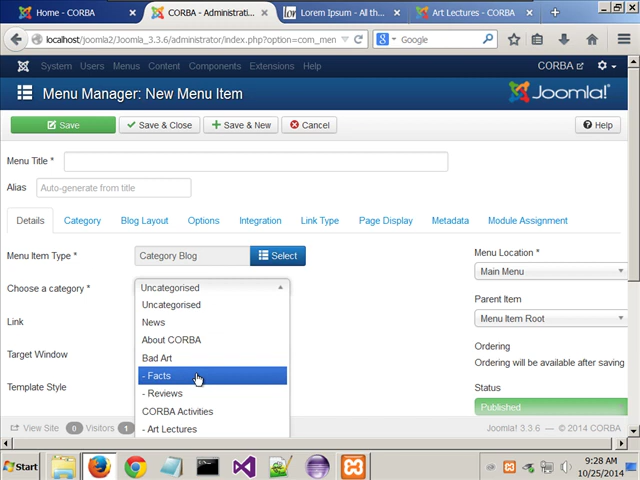 Home - CORBA
CORBA - Administrati...
Lorem Ipsum - All th...
Art Lectures - CORBA
localhost/joomla2/Joomla_3.3.6/administrator/index.php?option=com_men
Google
System Users Menus Content Components Extensions Help
CORBA
Menu Manager: New Menu Item
Joomla!
Save
Save & Close
Save & New
Cancel
Help
Menu Title *
Alias
Auto-generate from title
Details Category Blog Layout Options Integration Link Type Page Display Metadata Module Assignment
Menu Item Type *
Category Blog
Select
Choose a category *
Uncategorised
Uncategorised
News
About CORBA
Bad Art
- Facts
- Reviews
CORBA Activities
- Art Lectures
Link
Target Window
Template Style
Menu Location *
Main Menu
Parent Item
Menu Item Root
Ordering
Ordering will be available after saving
Status
Published
View Site 0 Visitors 1
Joomla! 3.3.6 — © 2014 CORBA
Start
9:28 AM
10/25/2014